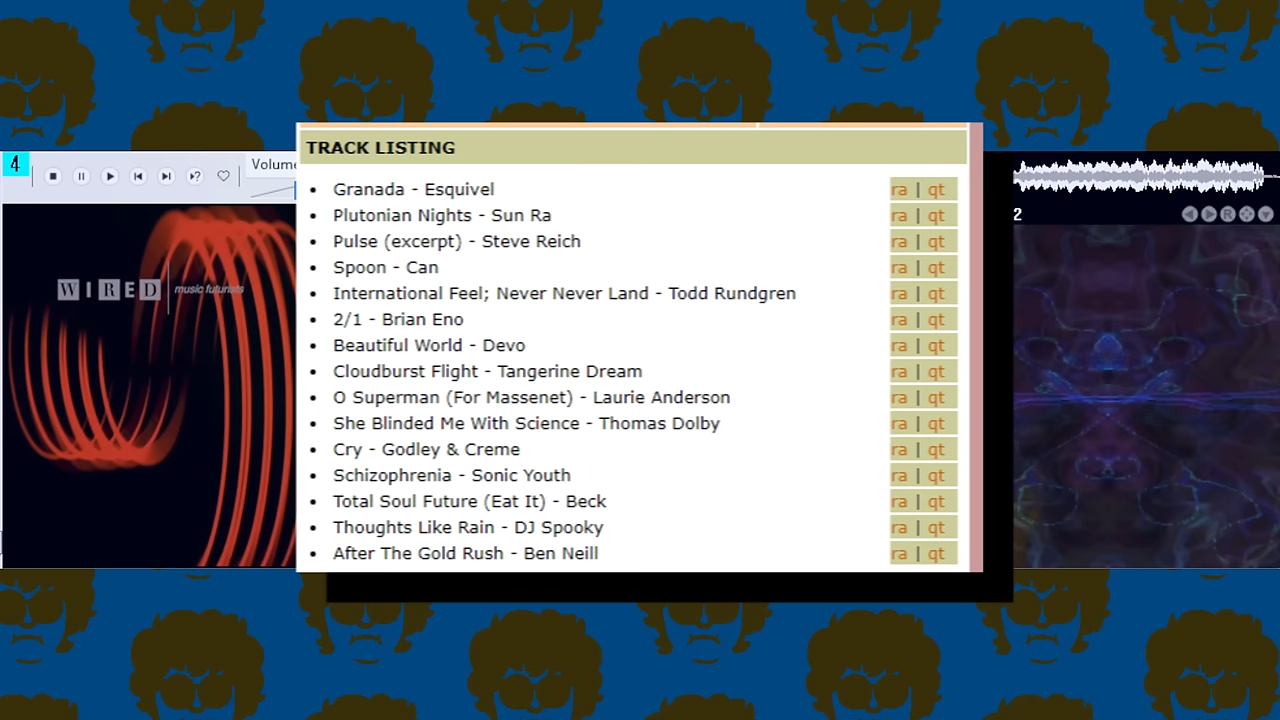 4
Volume
WIRED music futurists
TRACK LISTING
• Granada - Esquivel ra | qt
• Plutonian Nights - Sun Ra ra | qt
• Pulse (excerpt) - Steve Reich ra | qt
• Spoon - Can ra | qt
• International Feel; Never Never Land - Todd Rundgren ra | qt
• 2/1 - Brian Eno ra | qt
• Beautiful World - Devo ra | qt
• Cloudburst Flight - Tangerine Dream ra | qt
• O Superman (For Massenet) - Laurie Anderson ra | qt
• She Blinded Me With Science - Thomas Dolby ra | qt
• Cry - Godley & Creme ra | qt
• Schizophrenia - Sonic Youth ra | qt
• Total Soul Future (Eat It) - Beck ra | qt
• Thoughts Like Rain - DJ Spooky ra | qt
• After The Gold Rush - Ben Neill ra | qt
2
R